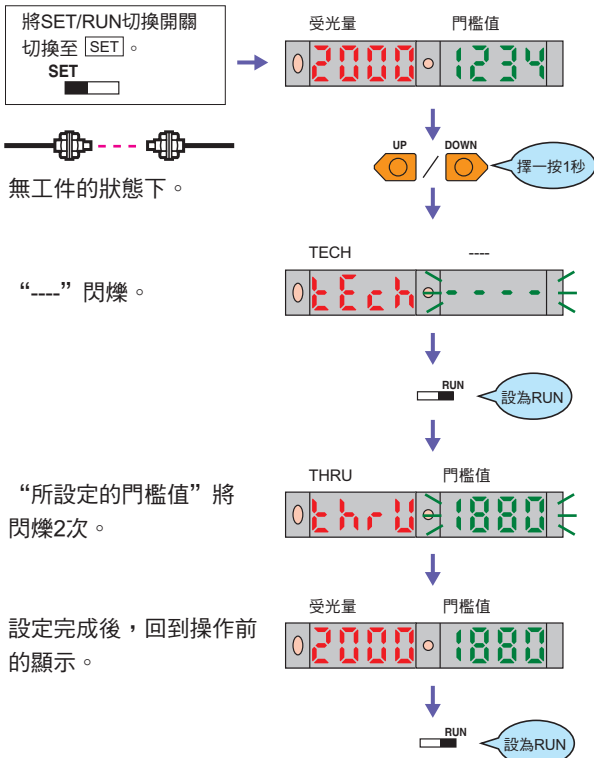 將SET/RUN切換開關
切換至 SET 。
SET
受光量 門檻值
2000 1234
UP / DOWN
擇一按1秒
無工件的狀態下。
TECH ----
“----”閃爍。
tEch ----
RUN
設為RUN
THRU 門檻值
“所設定的門檻值”將
閃爍2次。
thrU 1880
受光量 門檻值
設定完成後，回到操作前
的顯示。
2000 1880
RUN
設為RUN